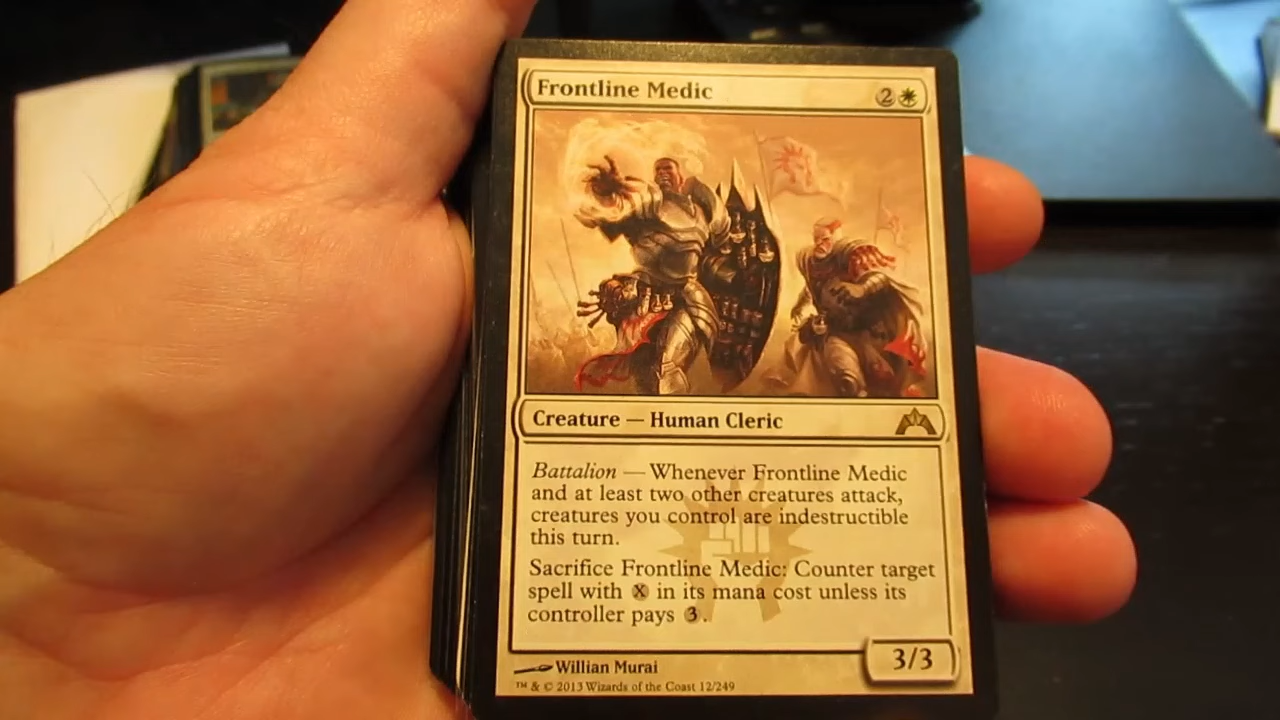 Frontline Medic 2
Creature — Human Cleric
Battalion — Whenever Frontline Medic
and at least two other creatures attack,
creatures you control are indestructible
this turn.
Sacrifice Frontline Medic: Counter target
spell with X in its mana cost unless its
controller pays 3.
3/3
Willian Murai
™ & © 2013 Wizards of the Coast 12/249